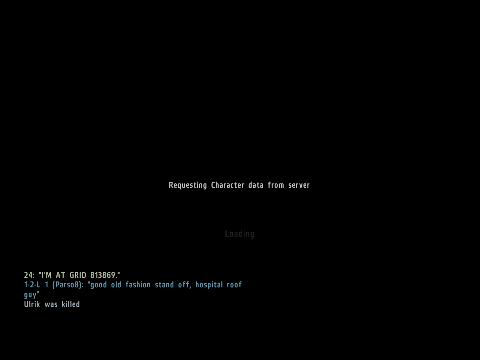 Requesting Character data from server
Loading
24: "I'M AT GRID 813869."
1-2-L 1 (Parso8): "good old fashion stand off, hospital roof
guy"
Ulrik was killed